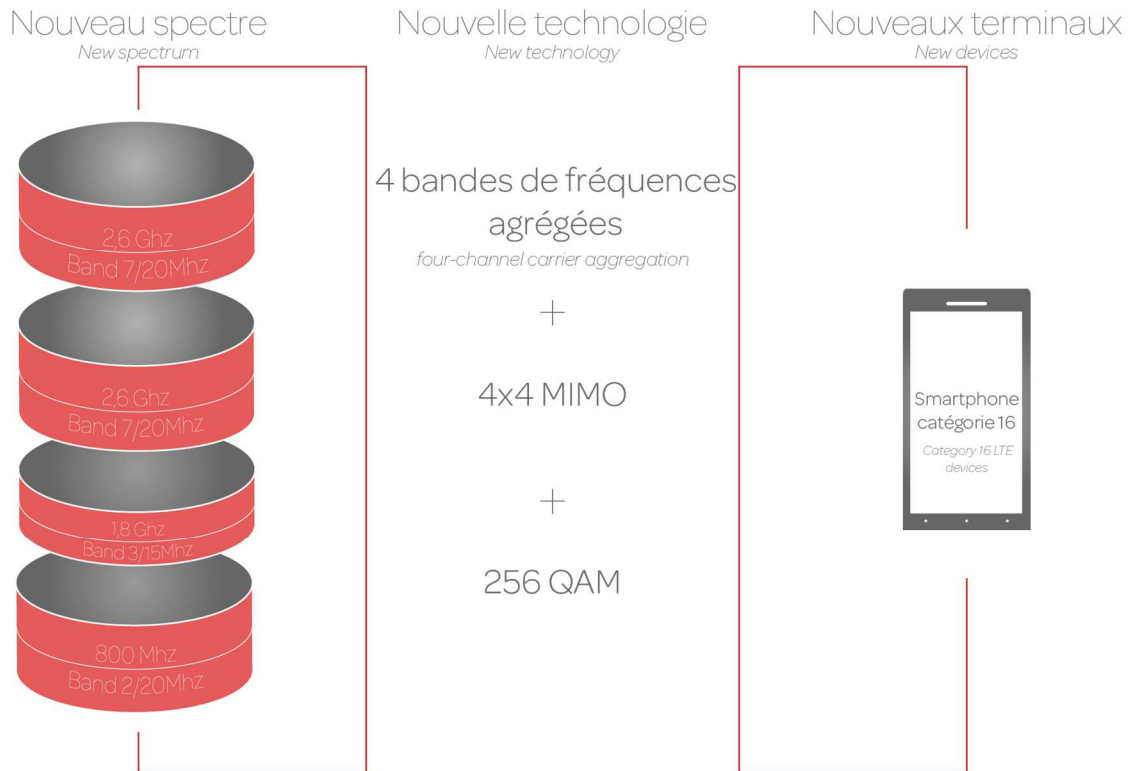 Nouveau spectre
New spectrum
Nouvelle technologie
New technology
Nouveaux terminaux
New devices
2,6 Ghz
Band 7/20Mhz
2,6 Ghz
Band 7/20Mhz
1,8 Ghz
Band 3/15Mhz
800 Mhz
Band 2/20Mhz
4 bandes de fréquences
agrégées
four-channel carrier aggregation
+
4x4 MIMO
+
256 QAM
Smartphone
catégorie 16
Category 16 LTE
devices